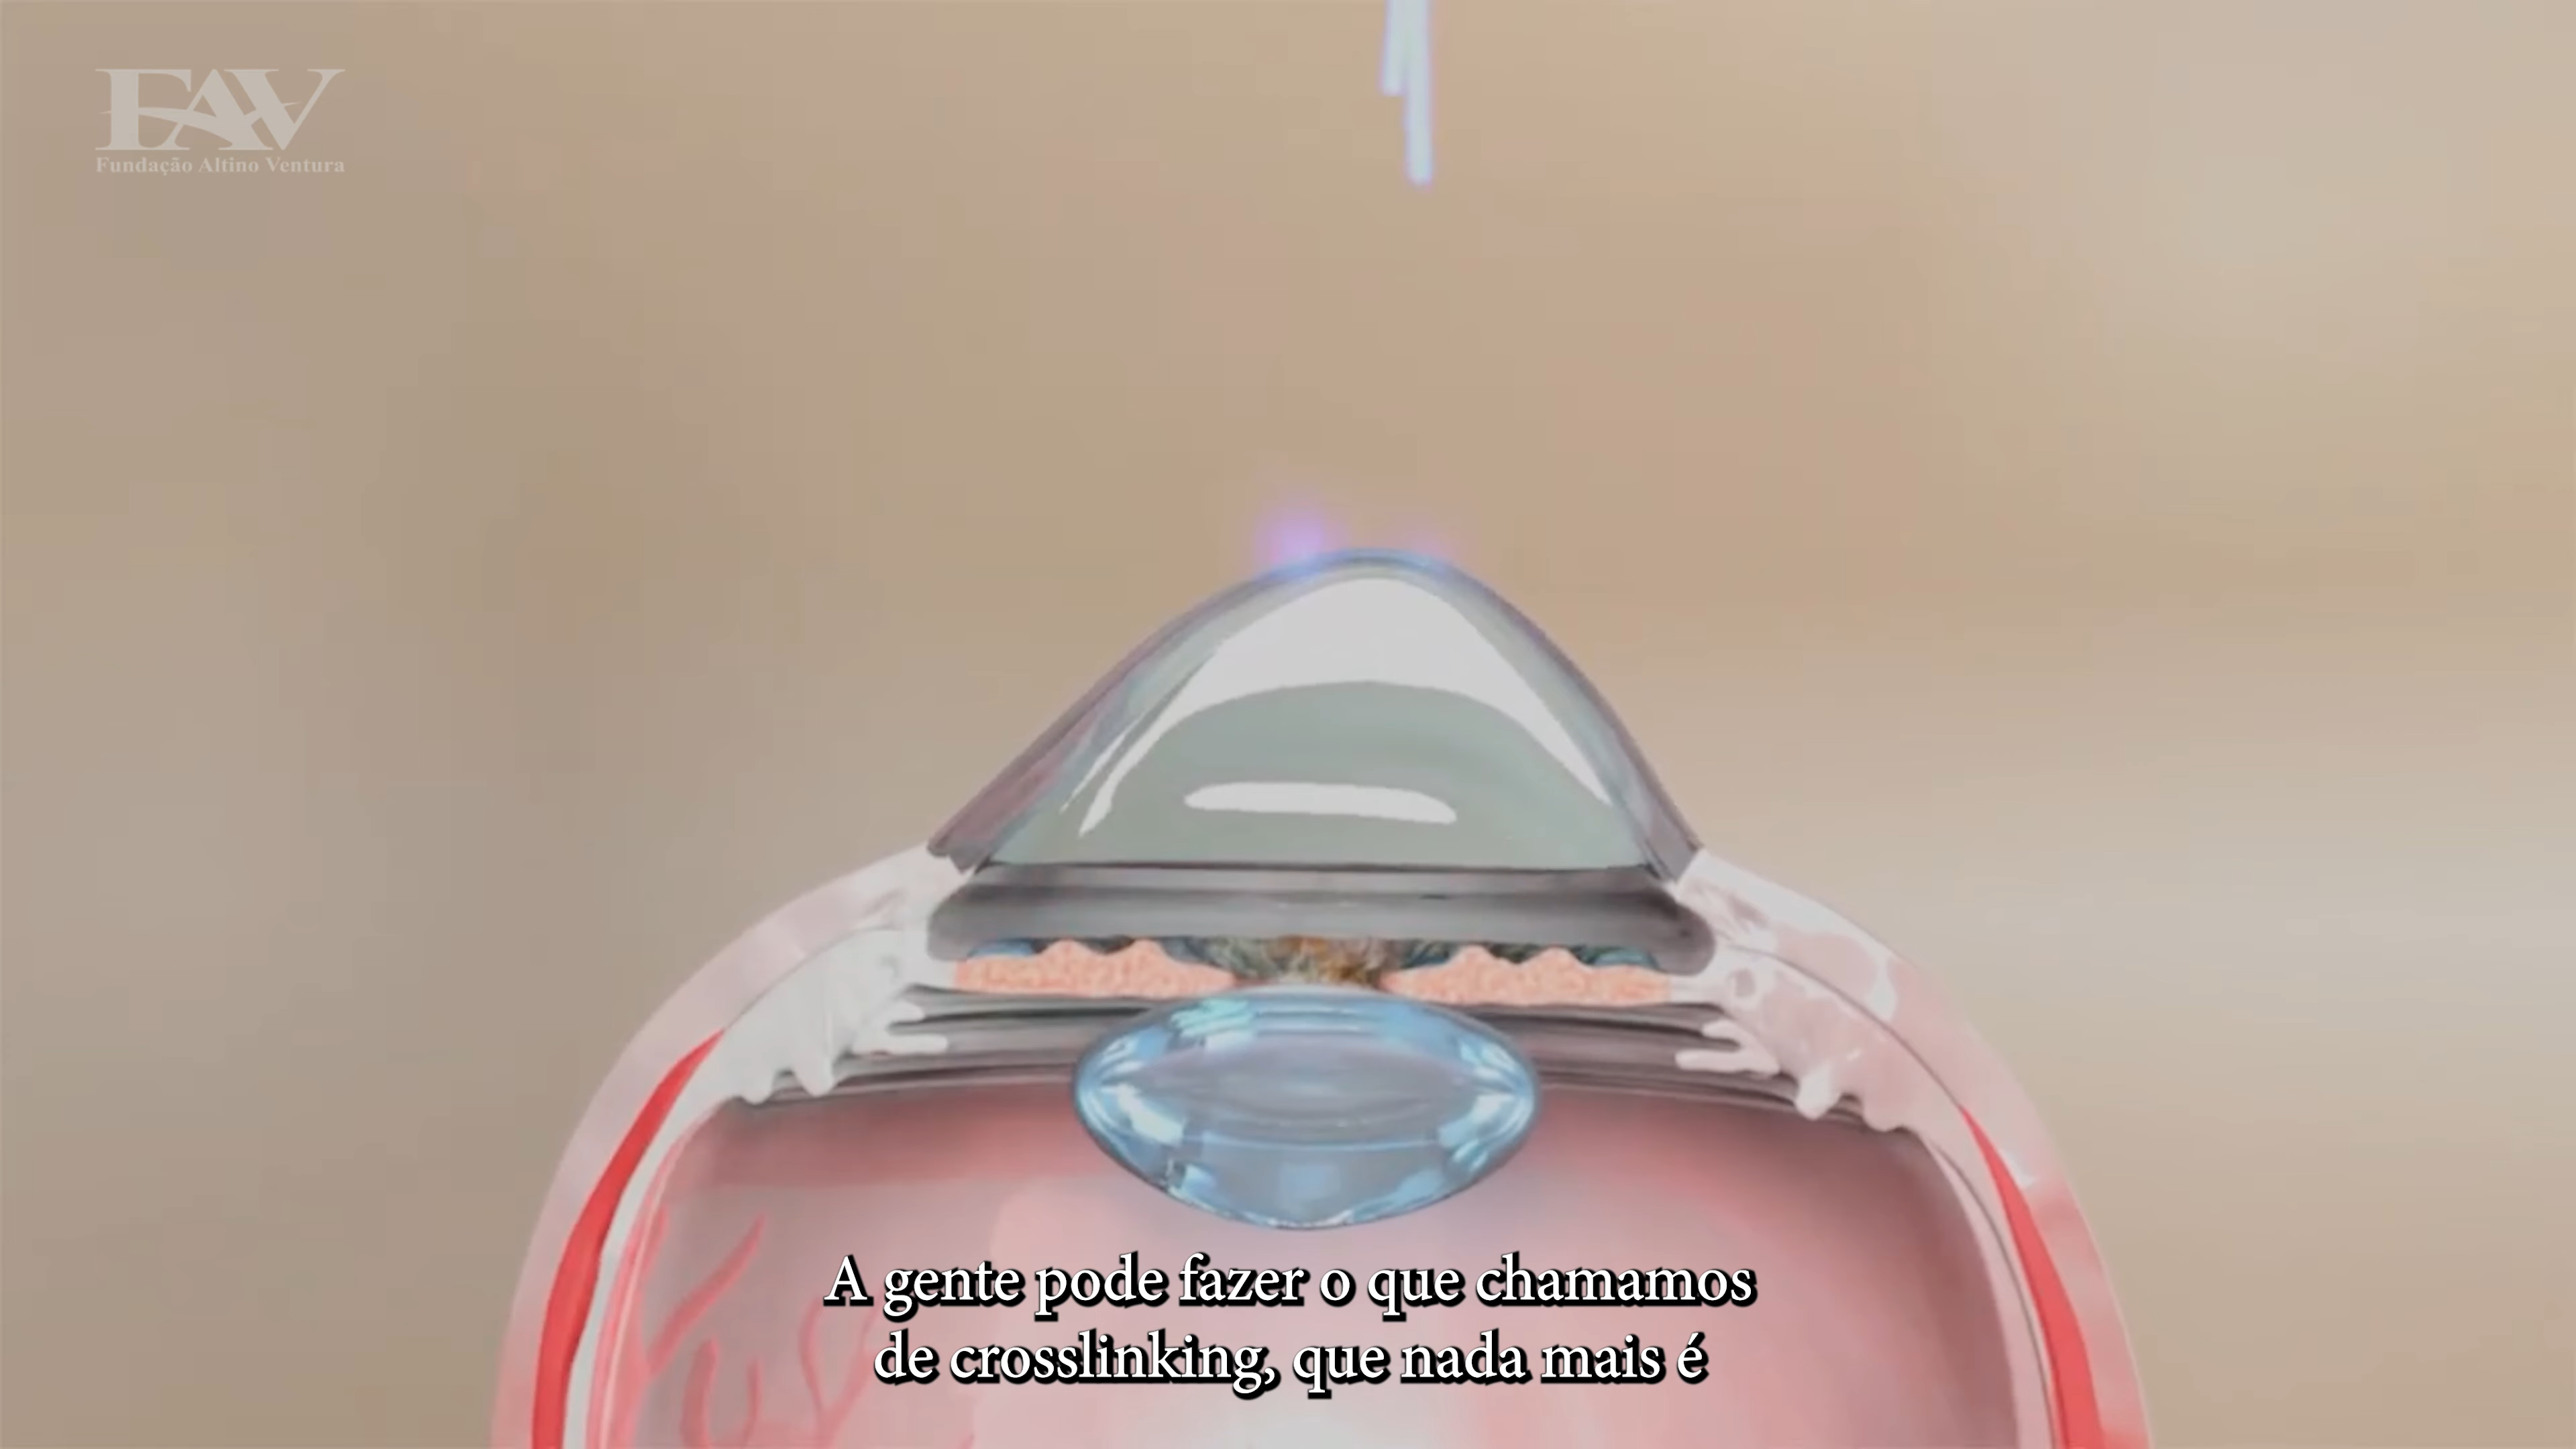 FAV
Fundação Altino Ventura
A gente pode fazer o que chamamos
de crosslinking, que nada mais é